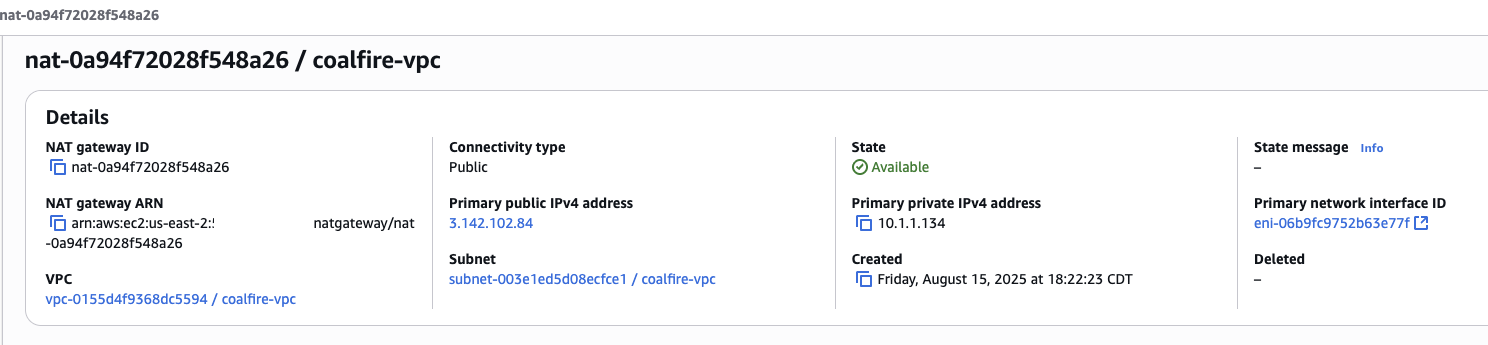 nat-0a94f72028f548a26
nat-0a94f72028f548a26 / coalfire-vpc
Details
NAT gateway ID
nat-0a94f72028f548a26
NAT gateway ARN
arn:aws:ec2:us-east-2: natgateway/nat
-0a94f72028f548a26
VPC
vpc-0155d4f9368dc5594 / coalfire-vpc
Connectivity type
Public
Primary public IPv4 address
3.142.102.84
Subnet
subnet-003e1ed5d08ecfce1 / coalfire-vpc
State
Available
Primary private IPv4 address
10.1.1.134
Created
Friday, August 15, 2025 at 18:22:23 CDT
State message Info
–
Primary network interface ID
eni-06b9fc9752b63e77f
Deleted
–